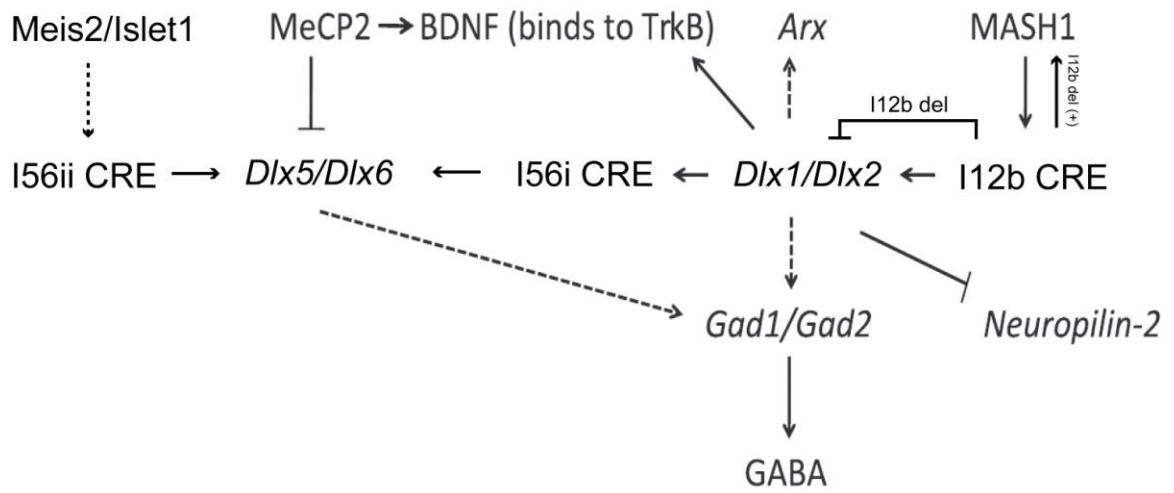 Meis2/Islet1
MeCP2 BDNF (binds to TrkB)
Arx
MASH1
I12b del
I12b del (+)
I56ii CRE
Dlx5/Dlx6
I56i CRE
Dlx1/Dlx2
I12b CRE
Gad1/Gad2
Neuropilin-2
GABA